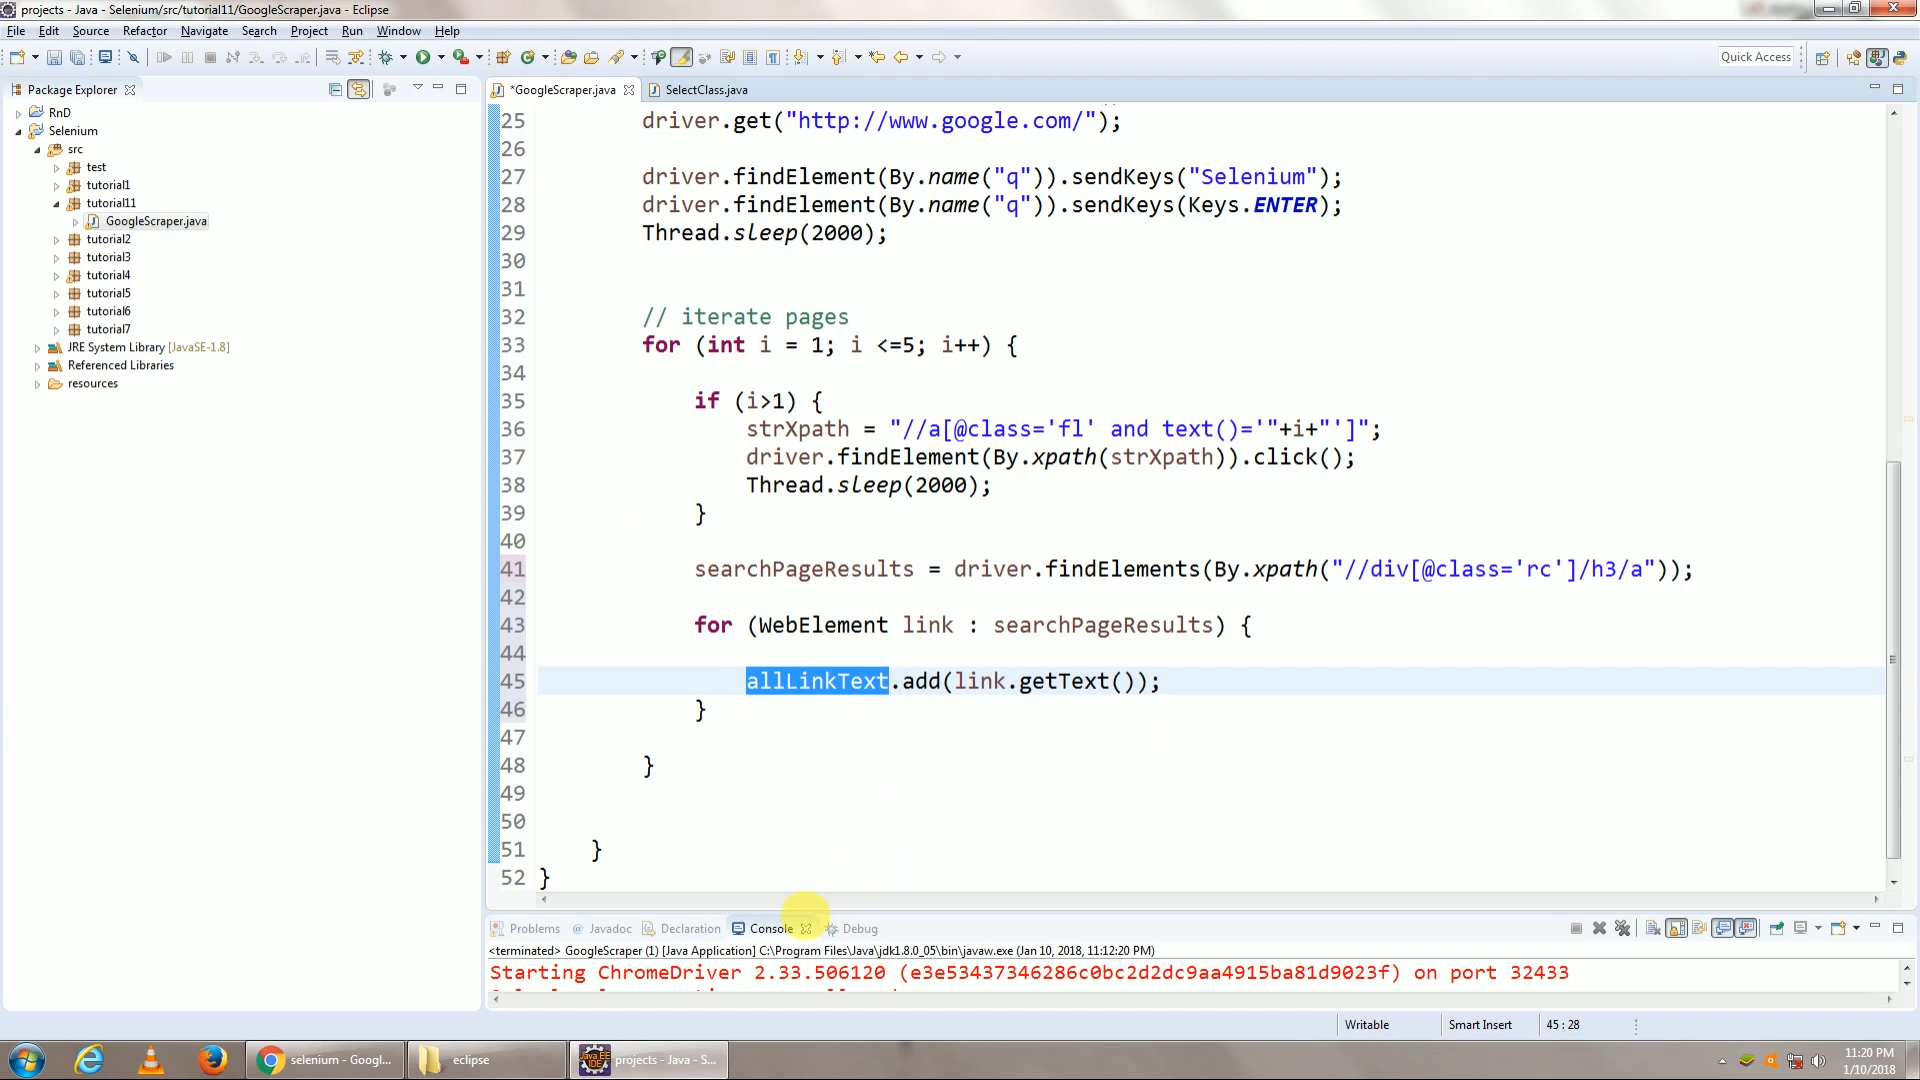 projects - Java - Selenium/src/tutorial11/GoogleScraper.java - Eclipse
File Edit Source Refactor Navigate Search Project Run Window Help
Quick Access
Package Explorer
*GoogleScraper.java
SelectClass.java
RnD
Selenium
src
test
tutorial1
tutorial11
GoogleScraper.java
tutorial2
tutorial3
tutorial4
tutorial5
tutorial6
tutorial7
JRE System Library [JavaSE-1.8]
Referenced Libraries
resources
25 driver.get("http://www.google.com/");
26
27 driver.findElement(By.name("q")).sendKeys("Selenium");
28 driver.findElement(By.name("q")).sendKeys(Keys.ENTER);
29 Thread.sleep(2000);
30
31
32 // iterate pages
33 for (int i = 1; i <=5; i++) {
34
35 if (i>1) {
36 strXpath = "//a[@class='fl' and text()='"+i+"']";
37 driver.findElement(By.xpath(strXpath)).click();
38 Thread.sleep(2000);
39 }
40
41 searchPageResults = driver.findElements(By.xpath("//div[@class='rc']/h3/a"));
42
43 for (WebElement link : searchPageResults) {
44
45 allLinkText.add(link.getText());
46 }
47
48 }
49
50
51 }
52 }
Problems @ Javadoc Declaration Console Debug
<terminated> GoogleScraper (1) [Java Application] C:\Program Files\Java\jdk1.8.0_05\bin\javaw.exe (Jan 10, 2018, 11:12:20 PM)
Starting ChromeDriver 2.33.506120 (e3e53437346286c0bc2d2dc9aa4915ba81d9023f) on port 32433
Writable Smart Insert 45 : 28
selenium - Googl...
eclipse
projects - Java - S...
11:20 PM
1/10/2018